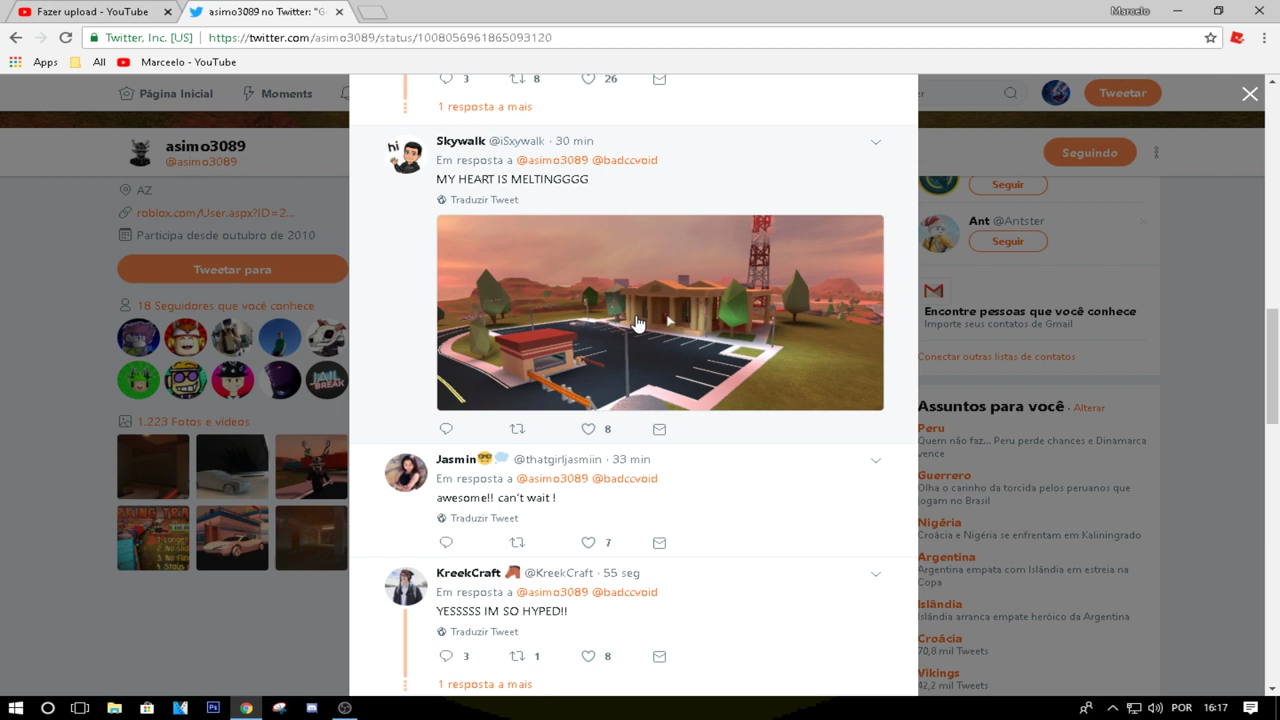 Fazer upload - YouTube
asimo3089 no Twitter: "G
Marcelo
Twitter, Inc. [US]
https://twitter.com/asimo3089/status/1008056961865093120
Apps
All
Marceelo - YouTube
Página Inicial
Moments
er
Tweetar
asimo3089
@asimo3089
AZ
roblox.com/User.aspx?ID=2...
Participa desde outubro de 2010
Tweetar para
18 Seguidores que você conhece
JAIL BREAK
1.223 Fotos e vídeos
3 8 26
1 resposta a mais
Skywalk @iSxywalk · 30 min
Em resposta a @asimo3089 @badccvoid
MY HEART IS MELTINGGGG
Traduzir Tweet
8
Jasmin @thatgirljasmiin · 33 min
Em resposta a @asimo3089 @badccvoid
awesome!! can't wait !
Traduzir Tweet
7
KreekCraft @KreekCraft · 55 seg
Em resposta a @asimo3089 @badccvoid
YESSSSS IM SO HYPED!!
Traduzir Tweet
3 1 8
1 resposta a mais
Seguindo
Seguir
Ant @Antster
Seguir
Encontre pessoas que você conhece
Importe seus contatos de Gmail
Conectar outras listas de contatos
Assuntos para você · Alterar
Peru
Quem não faz... Peru perde chances e Dinamarca
vence
Guerrero
Olha o carinho da torcida pelos peruanos que
jogam no Brasil
Nigéria
Croácia e Nigéria se enfrentam em Kaliningrado
Argentina
Argentina empata com Islândia em estreia na
Copa
Islândia
Islândia arranca empate heróico da Argentina
Croácia
70,8 mil Tweets
Vikings
42,2 mil Tweets
hi
POR
16:17